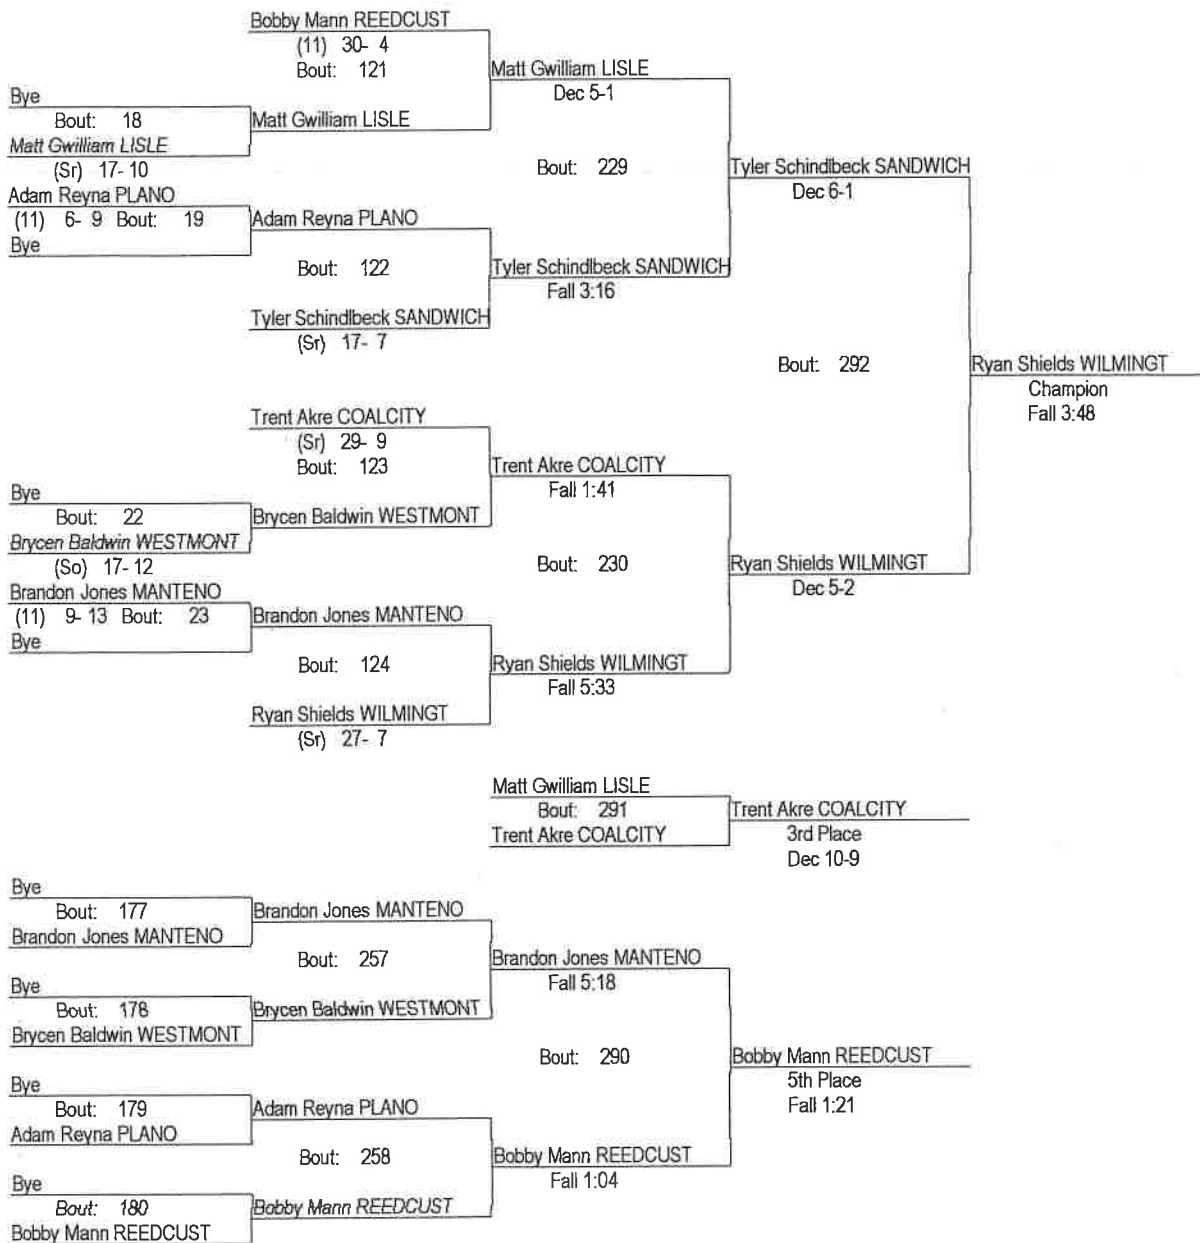 Bobby Mann REEDCUST
(11) 30- 4
Bout: 121
Matt Gwilliam LISLE
Dec 5-1
Bye
Bout: 18
Matt Gwilliam LISLE
Matt Gwilliam LISLE
(Sr) 17- 10
Bout: 229
Tyler Schindlbeck SANDWICH
Dec 6-1
Adam Reyna PLANO
(11) 6- 9 Bout: 19
Adam Reyna PLANO
Bye
Bout: 122
Tyler Schindlbeck SANDWICH
Fall 3:16
Tyler Schindlbeck SANDWICH
(Sr) 17- 7
Bout: 292
Ryan Shields WILMINGT
Champion
Fall 3:48
Trent Akre COALCITY
(Sr) 29- 9
Bout: 123
Trent Akre COALCITY
Fall 1:41
Bye
Bout: 22
Brycen Baldwin WESTMONT
Brycen Baldwin WESTMONT
(So) 17- 12
Bout: 230
Ryan Shields WILMINGT
Dec 5-2
Brandon Jones MANTENO
(11) 9- 13 Bout: 23
Brandon Jones MANTENO
Bye
Bout: 124
Ryan Shields WILMINGT
Fall 5:33
Ryan Shields WILMINGT
(Sr) 27- 7
Matt Gwilliam LISLE
Bout: 291
Trent Akre COALCITY
Trent Akre COALCITY
3rd Place
Dec 10-9
Bye
Bout: 177
Brandon Jones MANTENO
Brandon Jones MANTENO
Bout: 257
Brandon Jones MANTENO
Fall 5:18
Bye
Bout: 178
Brycen Baldwin WESTMONT
Brycen Baldwin WESTMONT
Bout: 290
Bobby Mann REEDCUST
5th Place
Fall 1:21
Bye
Bout: 179
Adam Reyna PLANO
Adam Reyna PLANO
Bout: 258
Bobby Mann REEDCUST
Fall 1:04
Bye
Bout: 180
Bobby Mann REEDCUST
Bobby Mann REEDCUST